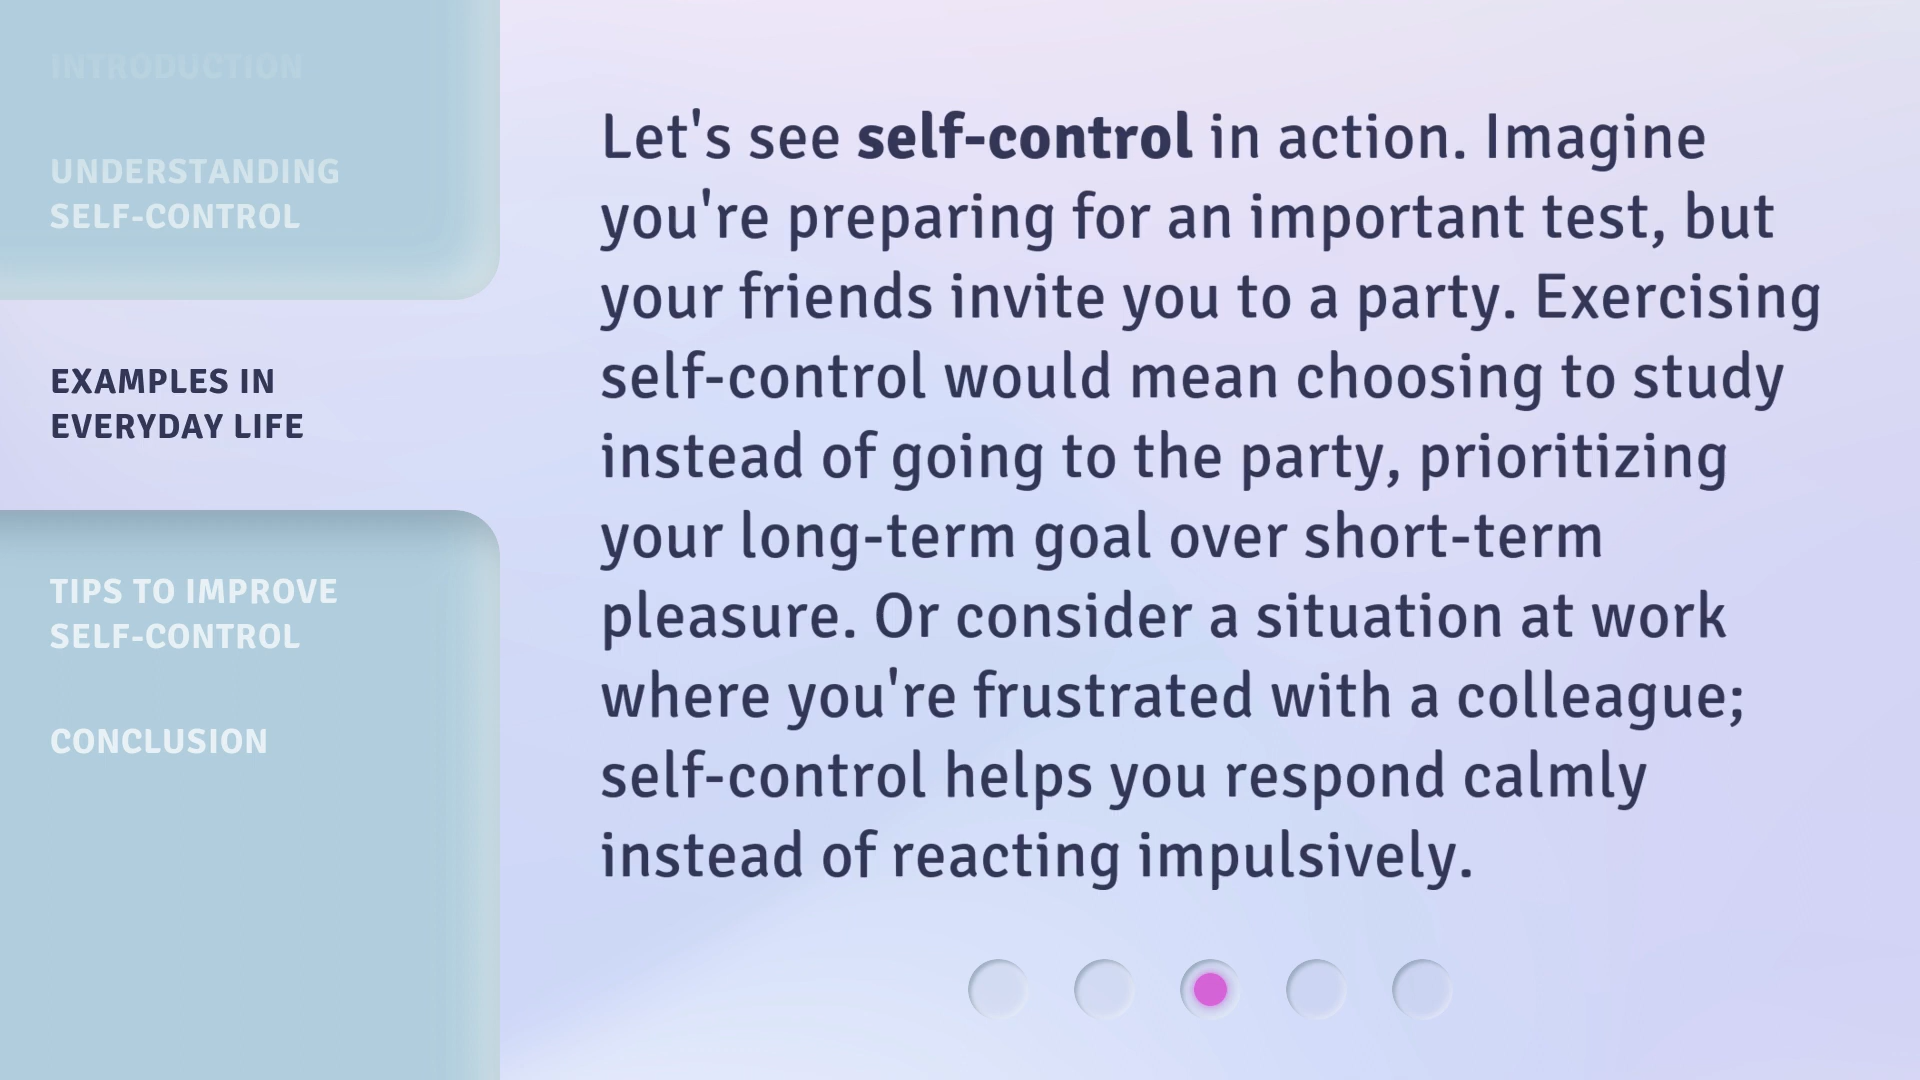 INTRODUCTION
UNDERSTANDING
SELF-CONTROL
EXAMPLES IN
EVERYDAY LIFE
TIPS TO IMPROVE
SELF-CONTROL
CONCLUSION
Let's see self-control in action. Imagine
you're preparing for an important test, but
your friends invite you to a party. Exercising
self-control would mean choosing to study
instead of going to the party, prioritizing
your long-term goal over short-term
pleasure. Or consider a situation at work
where you're frustrated with a colleague;
self-control helps you respond calmly
instead of reacting impulsively.